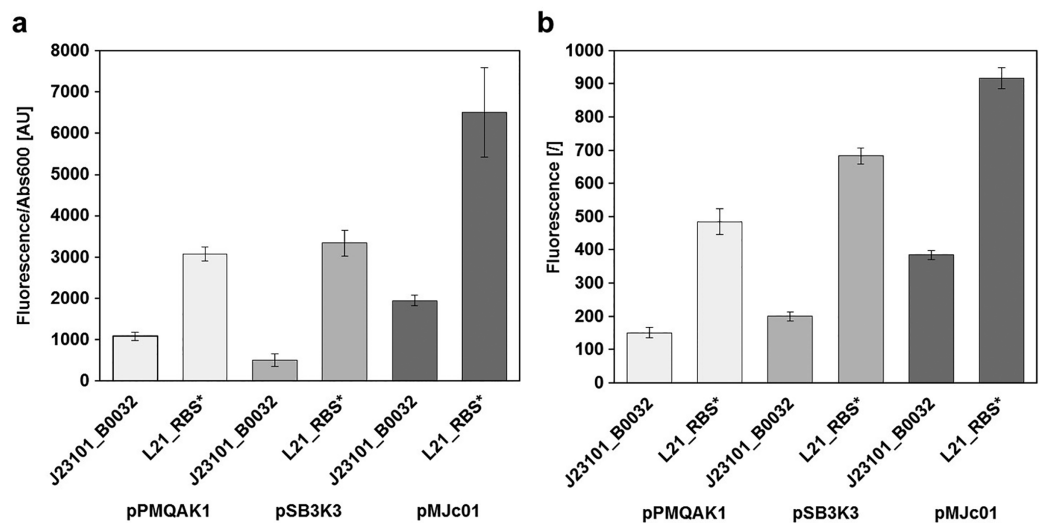 a
8000
7000
6000
5000
4000
3000
2000
1000
0
Fluorescence/Abs600 [AU]
J23101_B0032
L21_RBS*
J23101_B0032
L21_RBS*
J23101_B0032
L21_RBS*
pPMQAK1
pSB3K3
pMJc01
b
1000
900
800
700
600
500
400
300
200
100
0
Fluorescence [/]
J23101_B0032
L21_RBS*
J23101_B0032
L21_RBS*
J23101_B0032
L21_RBS*
pPMQAK1
pSB3K3
pMJc01